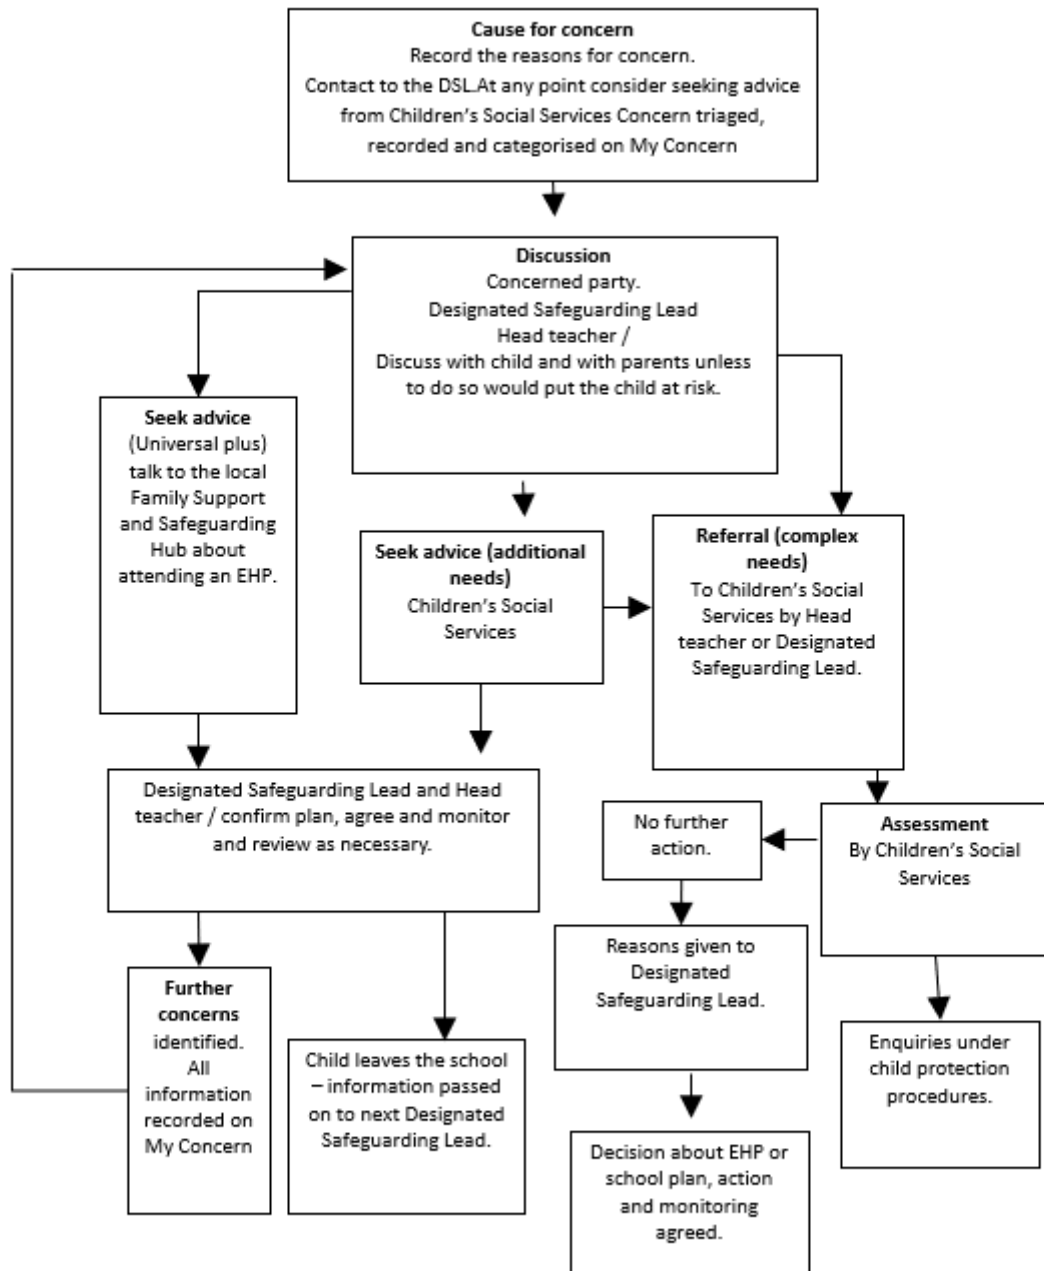 Cause for concern
Record the reasons for concern.
Contact to the DSL.At any point consider seeking advice
from Children's Social Services Concern triaged,
recorded and categorised on My Concern
Discussion
Concerned party.
Designated Safeguarding Lead
Head teacher /
Discuss with child and with parents unless
to do so would put the child at risk.
Seek advice
(Universal plus)
talk to the local
Family Support
and Safeguarding
Hub about
attending an EHP.
Seek advice (additional
needs)
Children's Social
Services
Referral (complex
needs)
To Children's Social
Services by Head
teacher or Designated
Safeguarding Lead.
Designated Safeguarding Lead and Head
teacher / confirm plan, agree and monitor
and review as necessary.
No further
action.
Assessment
By Children's Social
Services
Reasons given to
Designated
Safeguarding Lead.
Further
concerns
identified.
All
information
recorded on
My Concern
Child leaves the school
– information passed
on to next Designated
Safeguarding Lead.
Enquiries under
child protection
procedures.
Decision about EHP or
school plan, action
and monitoring
agreed.